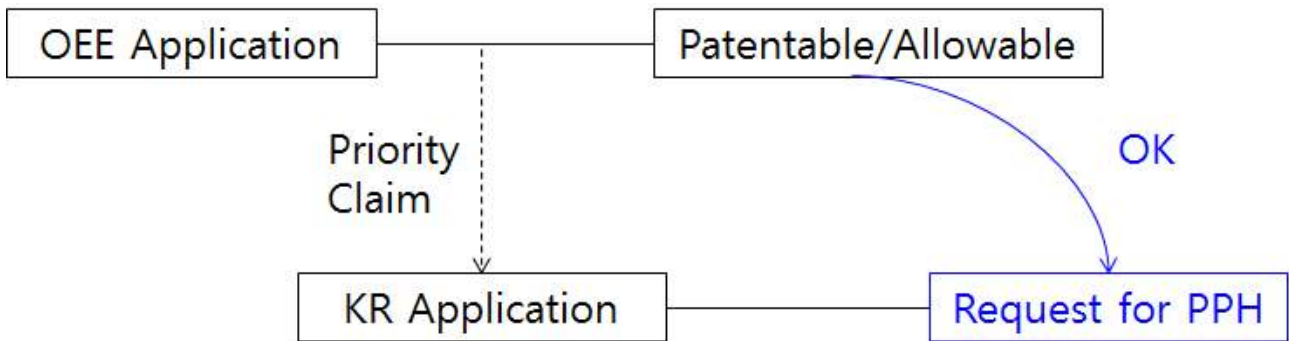 OEE Application
Patentable/Allowable
Priority
Claim
OK
KR Application
Request for PPH